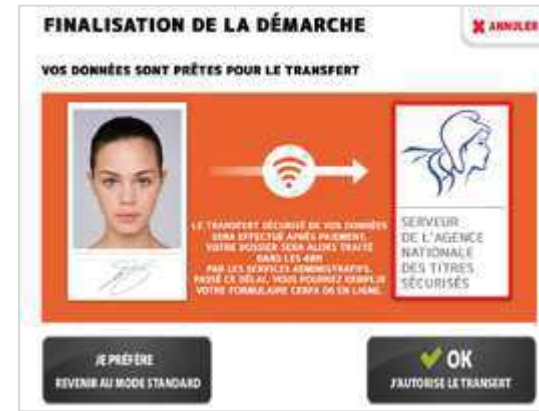 FINALISATION DE LA DÉMARCHE
ANNULER
VOS DONNÉES SONT PRÊTES POUR LE TRANSFERT
LE TRANSFERT SÉCURISÉ DE VOS DONNÉES
SERA EFFECTUÉ APRÈS PAIEMENT.
VOTRE DOSSIER SERA ALORS TRAITÉ
DANS LES 48H
PAR LES SERVICES ADMINISTRATIFS.
PASSÉ CE DÉLAI, VOUS POURREZ REMPLIR
VOTRE FORMULAIRE CERFA 06 EN LIGNE.
SERVEUR
DE L'AGENCE
NATIONALE
DES TITRES
SÉCURISÉS
JE PRÉFÈRE
REVENIR AU MODE STANDARD
OK
J'AUTORISE LE TRANSERT